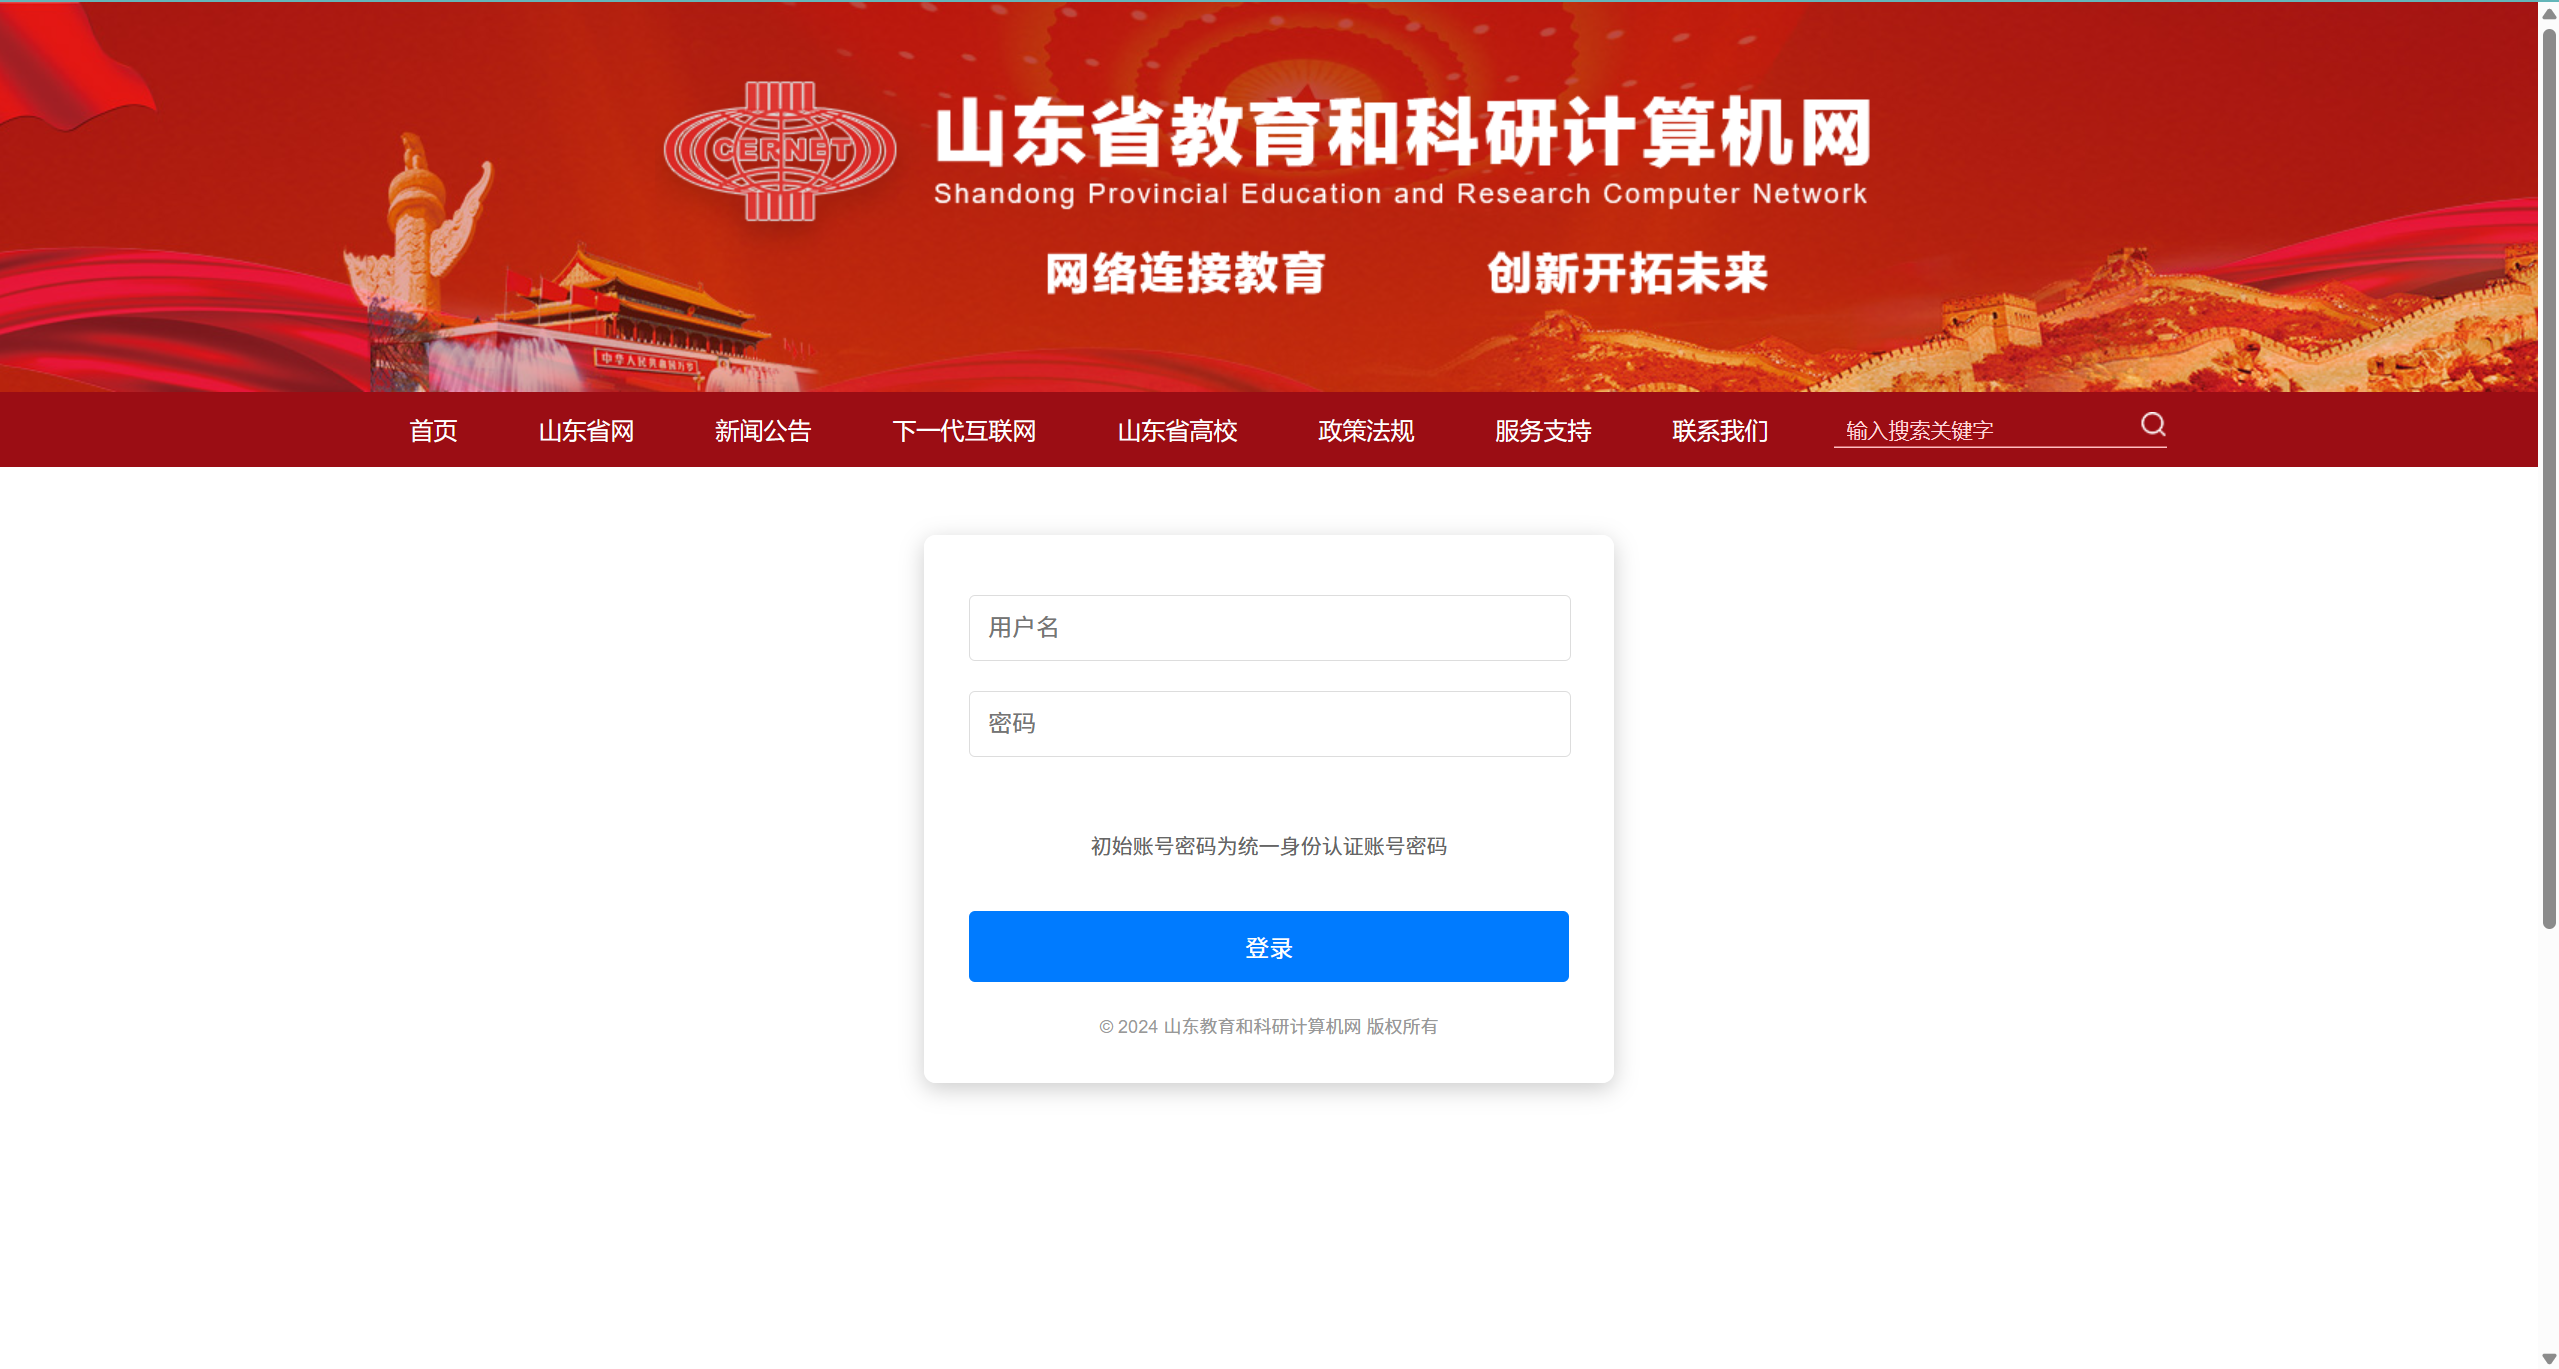 CERNET
山东省教育和科研计算机网
Shandong Provincial Education and Research Computer Network
网络连接教育 创新开拓未来
中华人民共和国万岁
首页 山东省网 新闻公告 下一代互联网 山东省高校 政策法规 服务支持 联系我们 输入搜索关键字
用户名
密码
初始账号密码为统一身份认证账号密码
登录
© 2024 山东教育和科研计算机网 版权所有